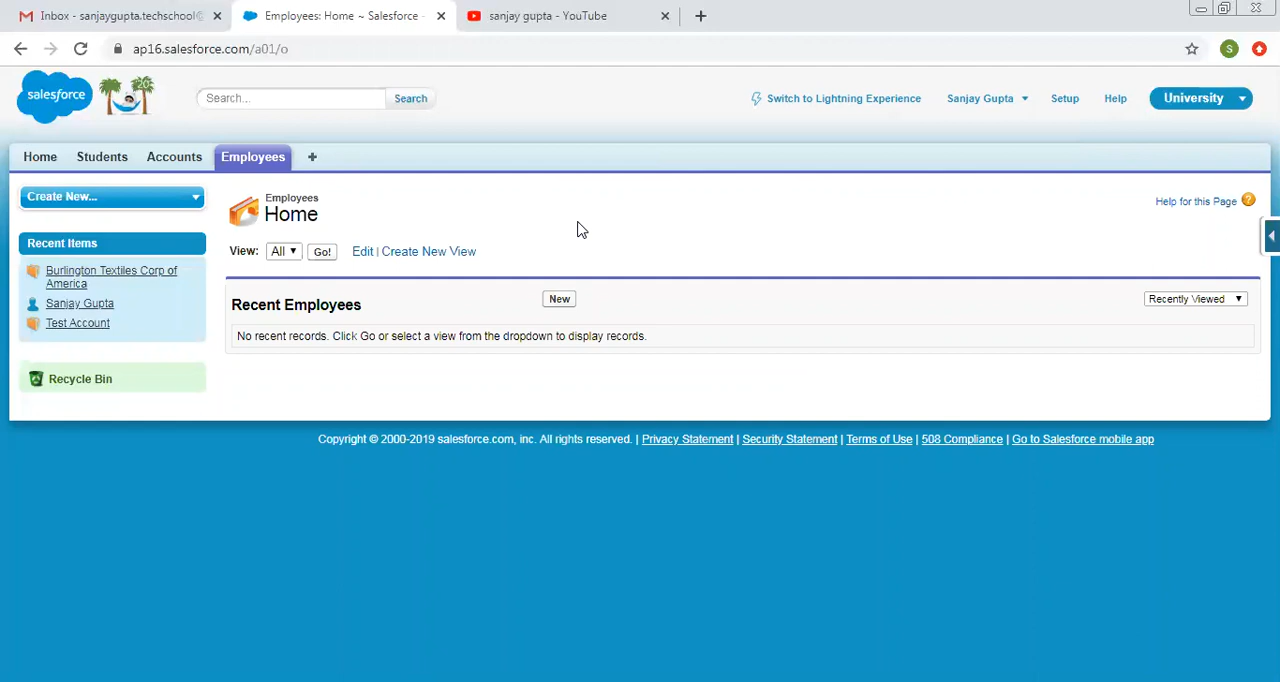 Inbox - sanjaygupta.techschool@
Employees: Home ~ Salesforce -
sanjay gupta - YouTube
ap16.salesforce.com/a01/o
S
salesforce
20
Search...
Search
Switch to Lightning Experience
Sanjay Gupta
Setup
Help
University
Home
Students
Accounts
Employees
+
Create New...
Recent Items
Burlington Textiles Corp of
America
Sanjay Gupta
Test Account
Recycle Bin
Employees
Home
Help for this Page ?
View: All Go! Edit | Create New View
Recent Employees
New
Recently Viewed
No recent records. Click Go or select a view from the dropdown to display records.
Copyright © 2000-2019 salesforce.com, inc. All rights reserved. | Privacy Statement | Security Statement | Terms of Use | 508 Compliance | Go to Salesforce mobile app